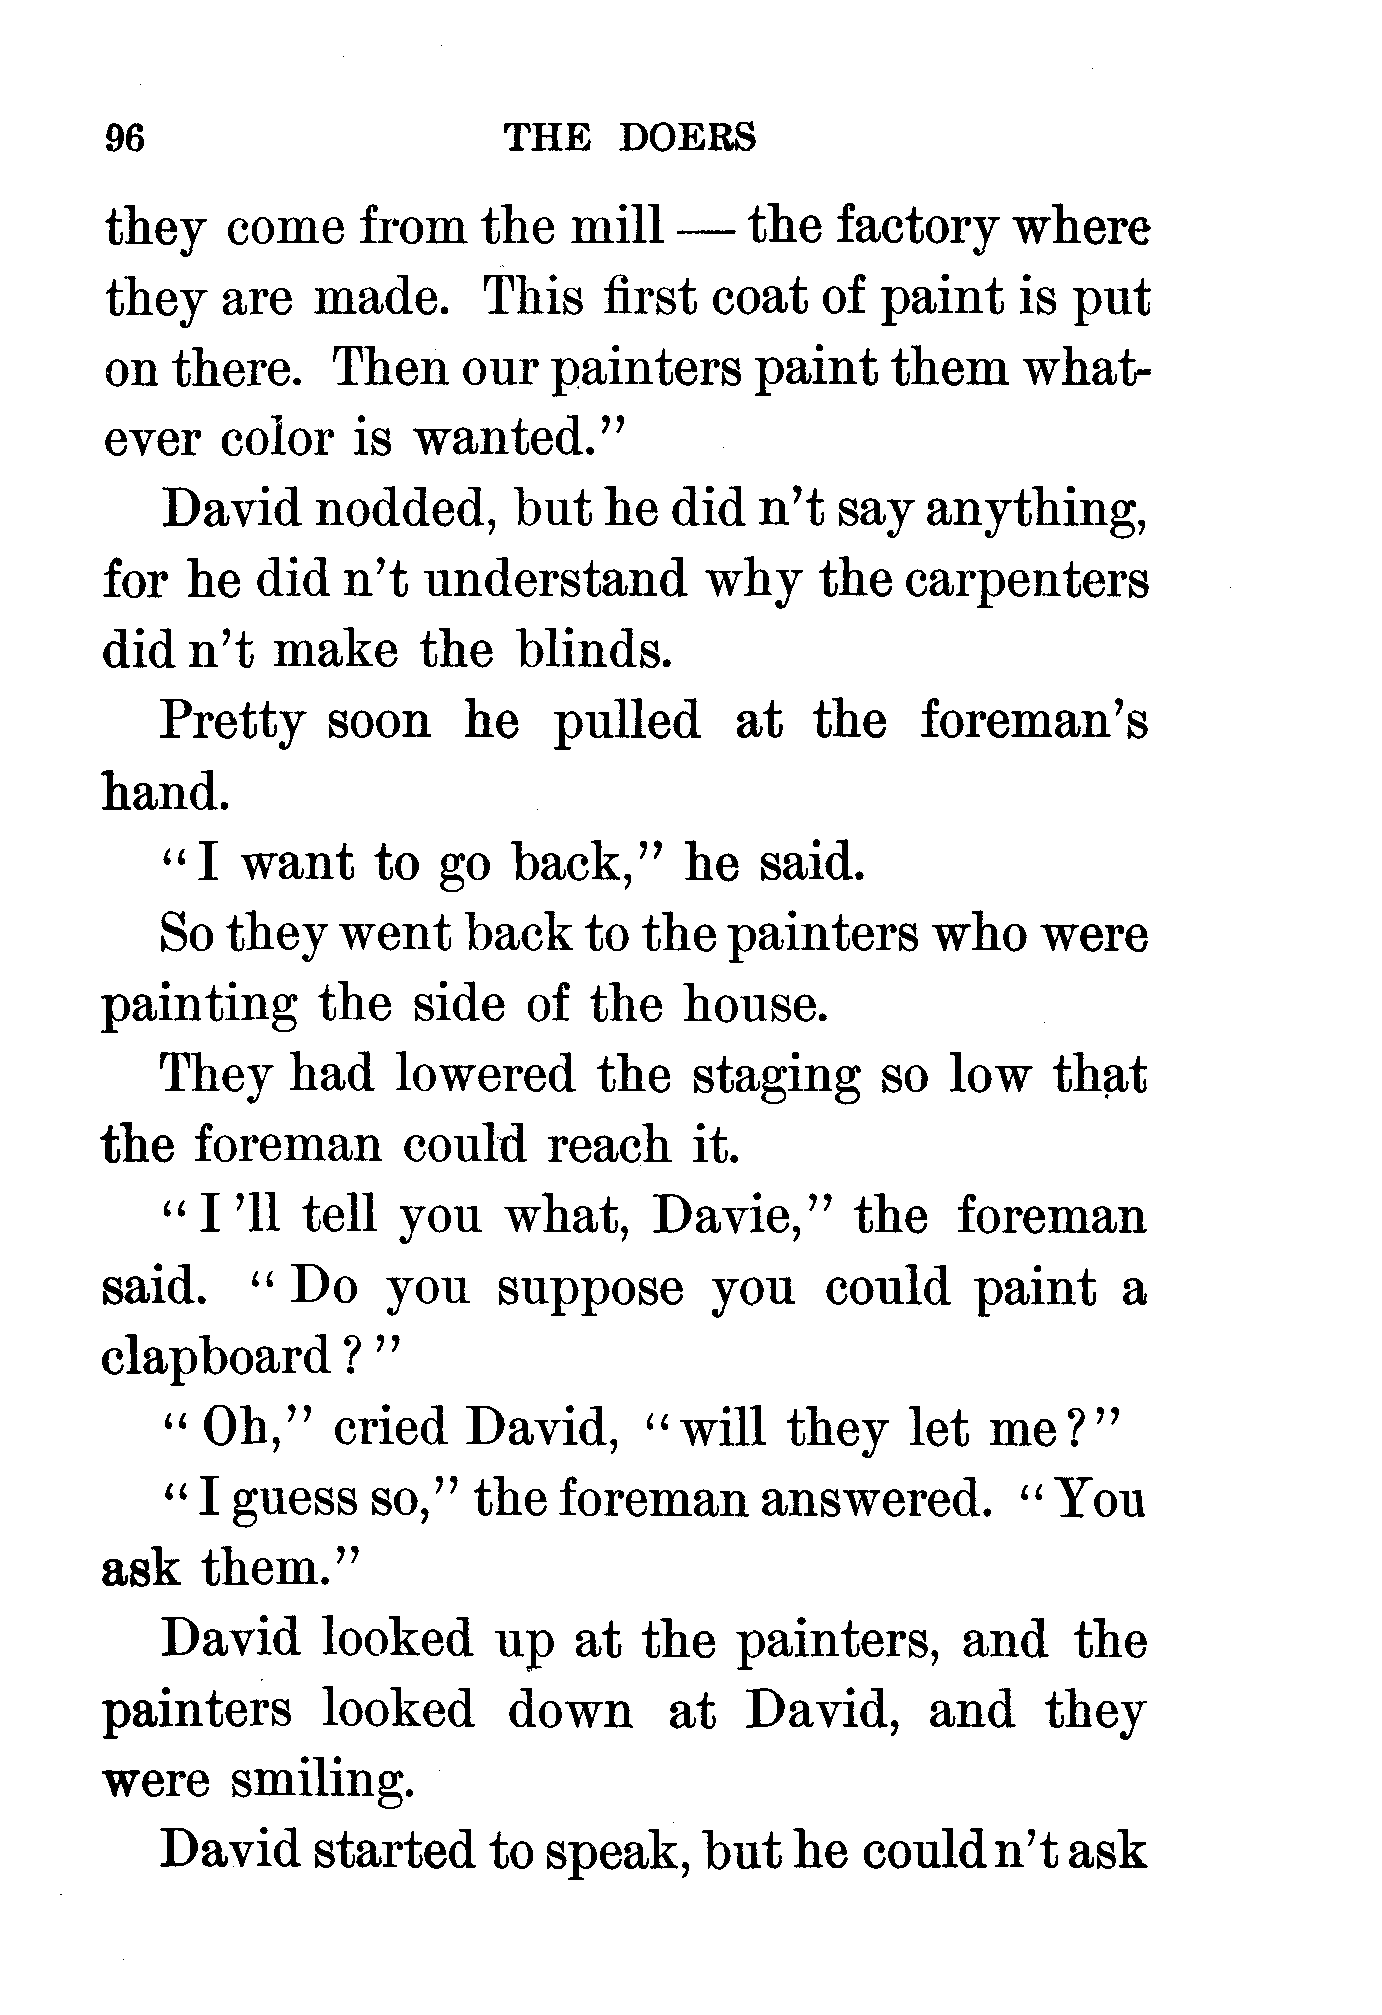 96 THE DOERS
they come from the mill — the factory where
they are made. This first coat of paint is put
on there. Then our painters paint them what-
ever color is wanted."
David nodded, but he did n't say anything,
for he did n't understand why the carpenters
did n't make the blinds.
Pretty soon he pulled at the foreman's
hand.
"I want to go back," he said.
So they went back to the painters who were
painting the side of the house.
They had lowered the staging so low that
the foreman could reach it.
"I 'll tell you what, Davie," the foreman
said. "Do you suppose you could paint a
clapboard?"
"Oh," cried David, "will they let me?"
"I guess so," the foreman answered. "You
ask them."
David looked up at the painters, and the
painters looked down at David, and they
were smiling.
David started to speak, but he could n't ask